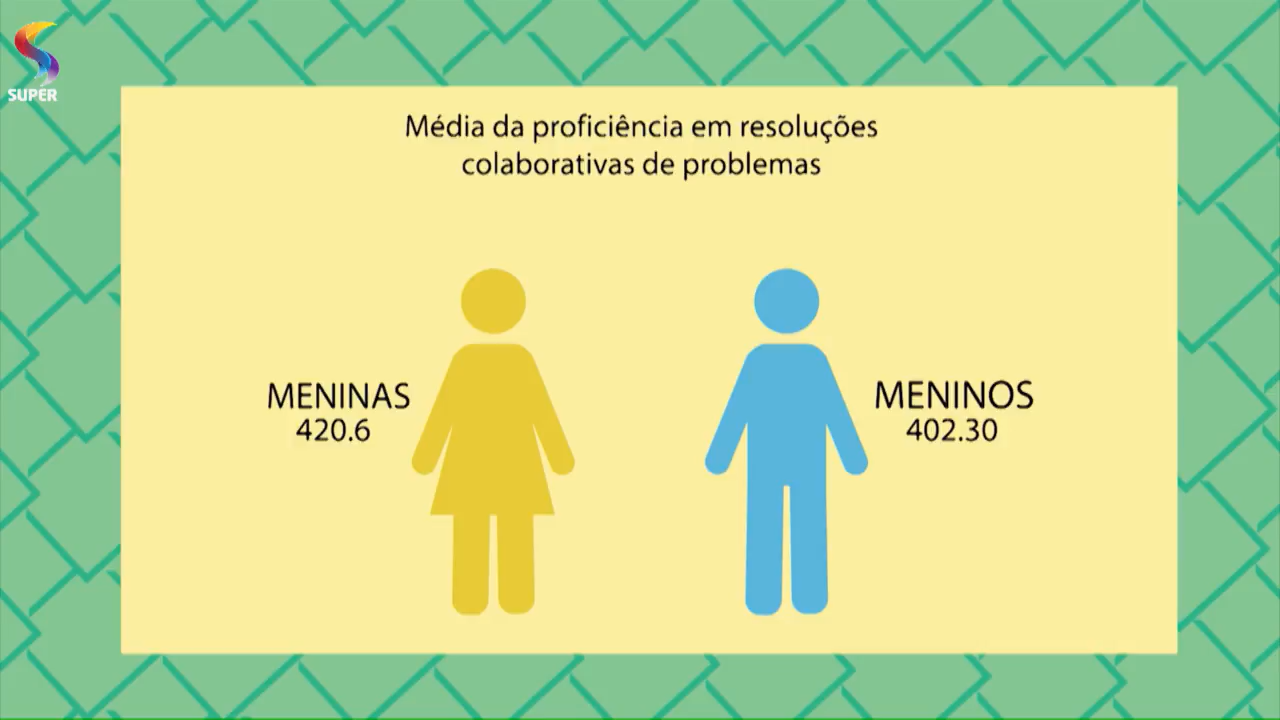 SUPER
Média da proficiência em resoluções
colaborativas de problemas
MENINAS
420.6
MENINOS
402.30